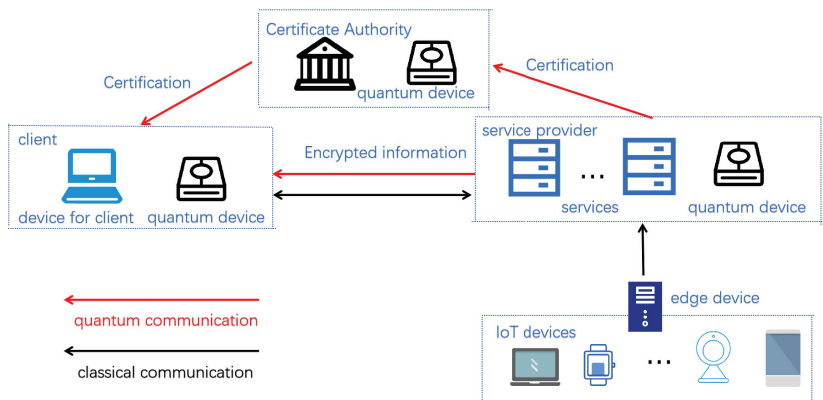 Certificate Authority
quantum device
Certification
Certification
client
device for client
quantum device
Encrypted information
service provider
...
services
quantum device
edge device
IoT devices
...
quantum communication
classical communication